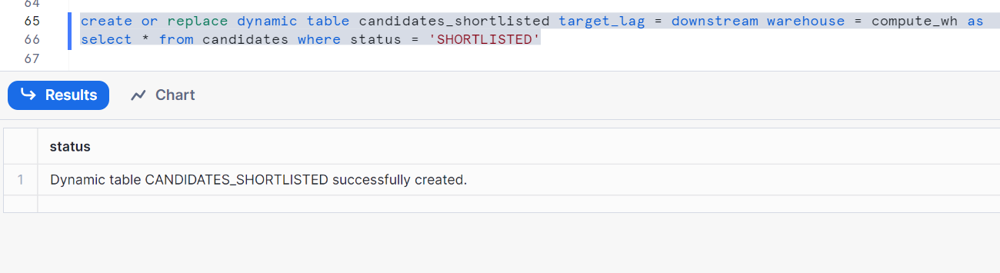 64
65 create or replace dynamic table candidates_shortlisted target_lag = downstream warehouse = compute_wh as
66 select * from candidates where status = 'SHORTLISTED'
67
Results Chart
status
1 Dynamic table CANDIDATES_SHORTLISTED successfully created.